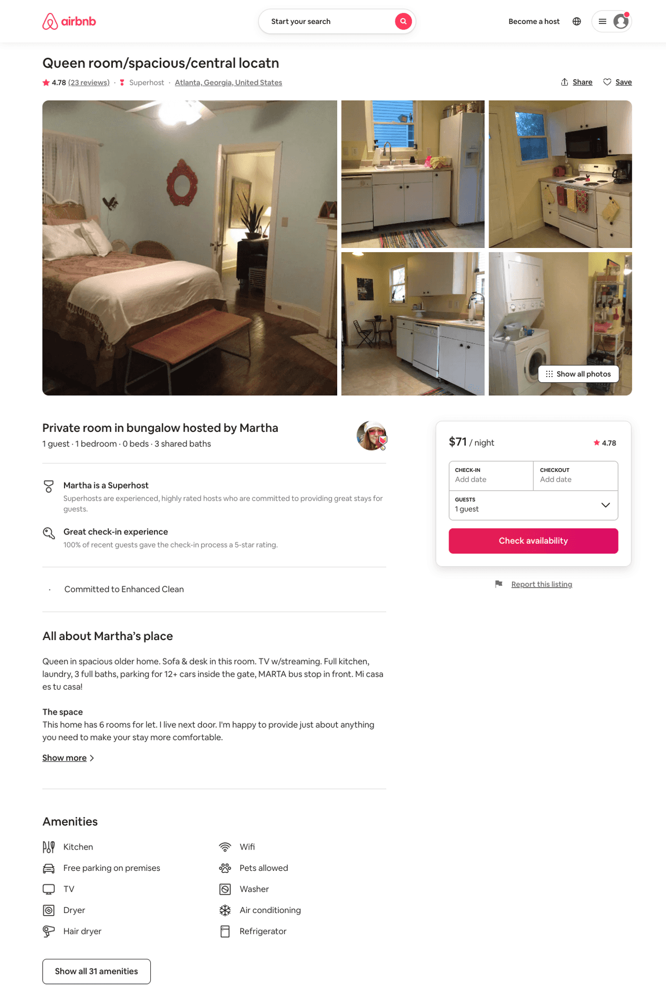 airbnb
Start your search
Become a host
Queen room/spacious/central locatn
4.78 (23 reviews) · Superhost · Atlanta, Georgia, United States
Share Save
Show all photos
Private room in bungalow hosted by Martha
1 guest · 1 bedroom · 0 beds · 3 shared baths
Martha is a Superhost
Superhosts are experienced, highly rated hosts who are committed to providing great stays for
guests.
Great check-in experience
100% of recent guests gave the check-in process a 5-star rating.
· Committed to Enhanced Clean
$71 / night
4.78
CHECK-IN
Add date
CHECKOUT
Add date
GUESTS
1 guest
Check availability
Report this listing
All about Martha’s place
Queen in spacious older home. Sofa & desk in this room. TV w/streaming. Full kitchen,
laundry, 3 full baths, parking for 12+ cars inside the gate, MARTA bus stop in front. Mi casa
es tu casa!
The space
This home has 6 rooms for let. I live next door. I'm happy to provide just about anything
you need to make your stay more comfortable.
Show more
Amenities
Kitchen
Wifi
Free parking on premises
Pets allowed
TV
Washer
Dryer
Air conditioning
Hair dryer
Refrigerator
Show all 31 amenities